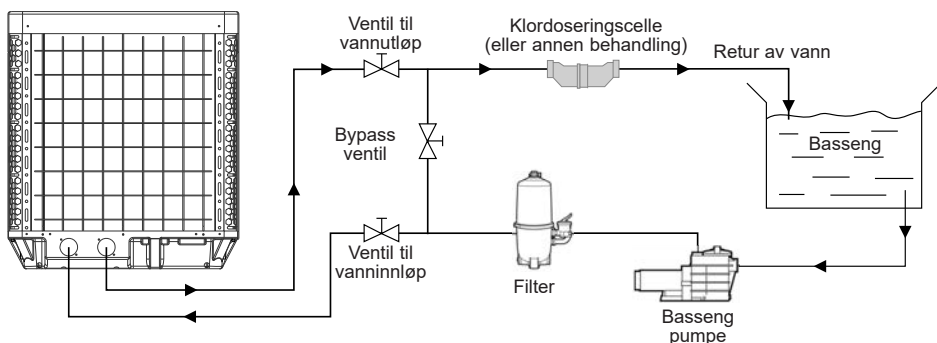 Ventil til
vannutløp
Klordoseringscelle
(eller annen behandling)
Retur av vann
Bypass
ventil
Basseng
Ventil til
vanninnløp
Filter
Basseng
pumpe